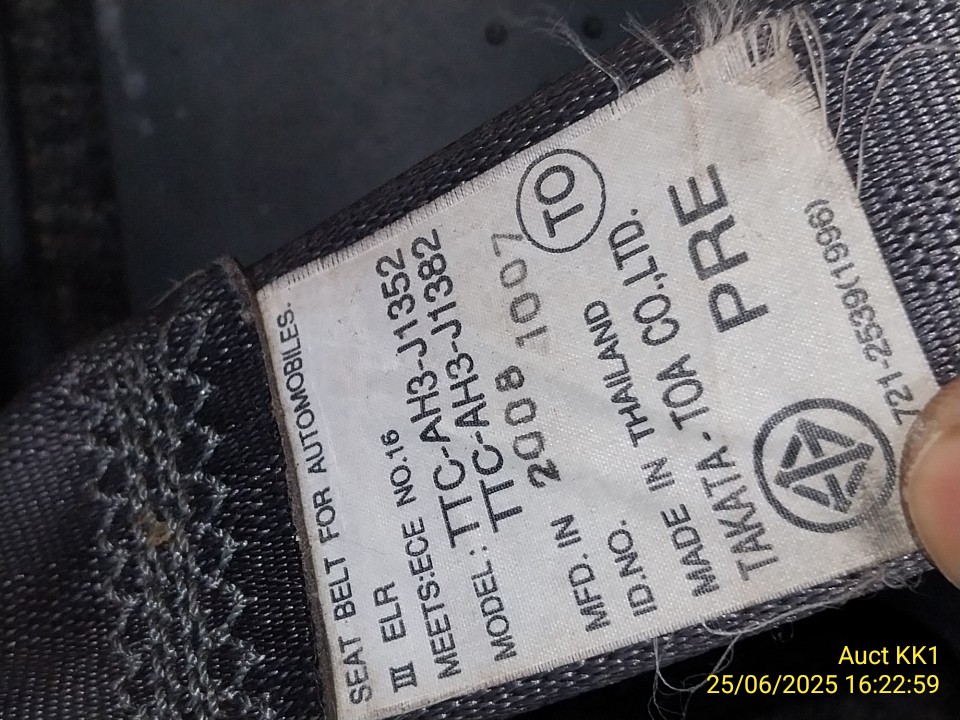 SEAT BELT FOR AUTOMOBILES.
III ELR
MEETS:ECE NO.16
MODEL : TTC-AH3-J1352
TTC-AH3-J1382
MFD. IN 2008 1007
ID.NO.
TO
MADE IN THAILAND
TAKATA-TOA CO.,LTD.
PRE
721-2539(1996)
Auct KK1
25/06/2025 16:22:59